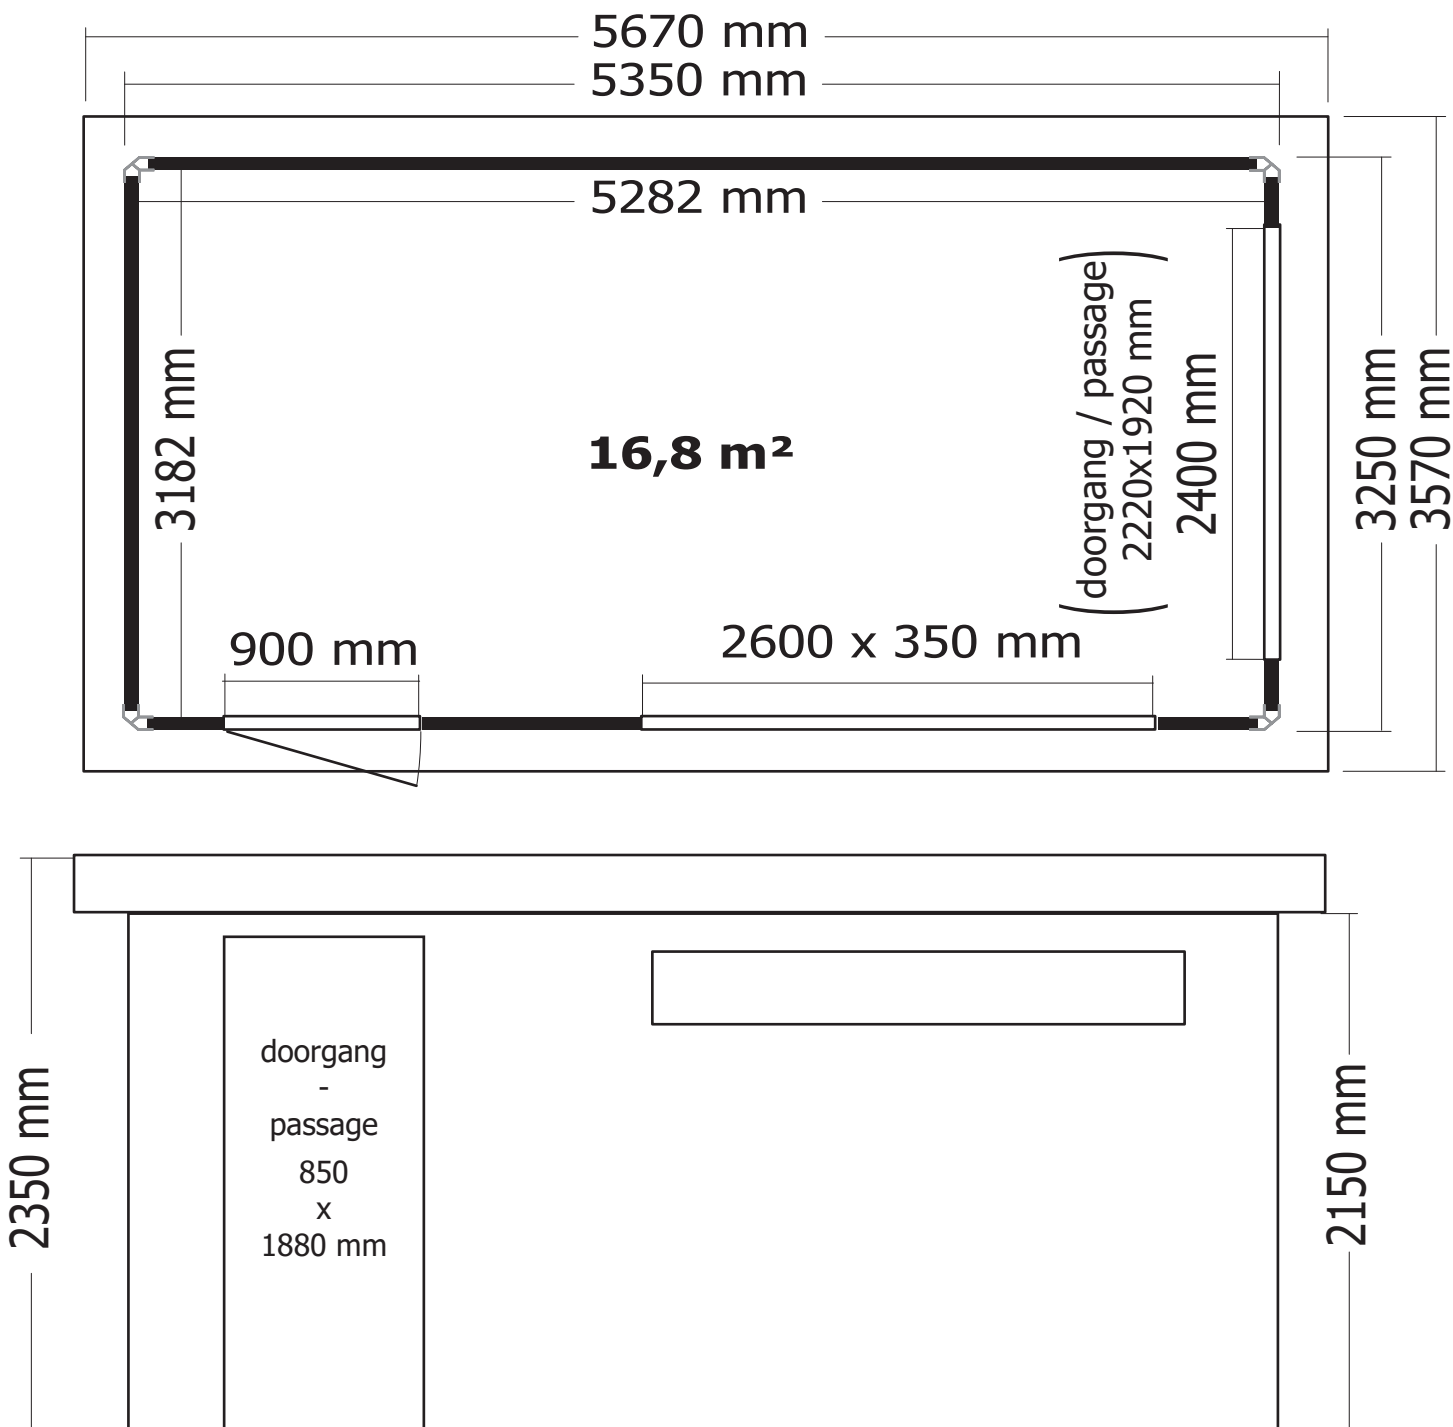 5670 mm
5350 mm
5282 mm
3182 mm
16,8 m²
doorgang / passage
2220x1920 mm
2400 mm
3250 mm
3570 mm
900 mm
2600 x 350 mm
2350 mm
doorgang
-
passage
850
x
1880 mm
2150 mm